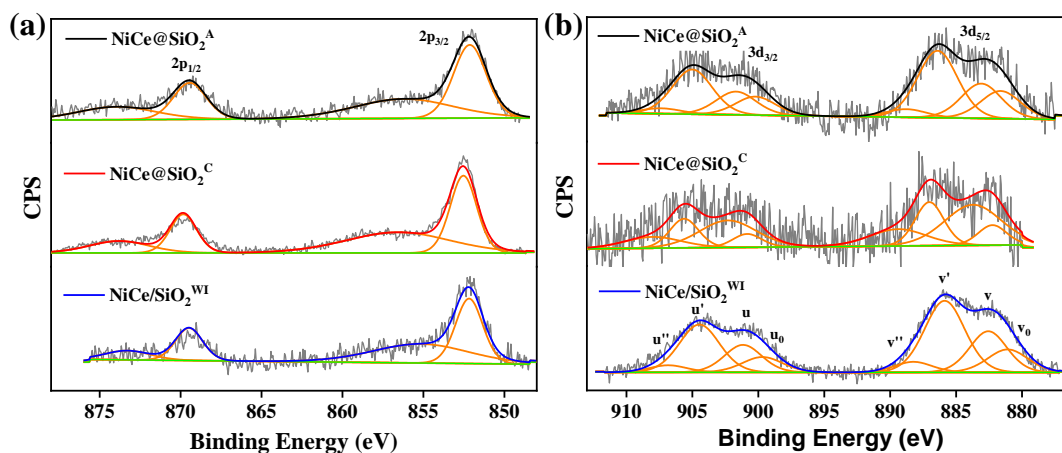 (a)
NiCe@SiO₂ᴬ
2p₁/₂
2p₃/₂
NiCe@SiO₂ᶜ
NiCe/SiO₂ᵂᴵ
CPS
875 870 865 860 855 850
Binding Energy (eV)
(b)
NiCe@SiO₂ᴬ
3d₃/₂
3d₅/₂
NiCe@SiO₂ᶜ
NiCe/SiO₂ᵂᴵ
u'' u' u u₀ v'' v' v v₀
CPS
910 905 900 895 890 885 880
Binding Energy (eV)